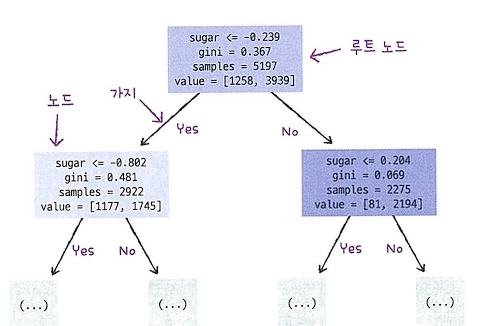 sugar <= -0.239
gini = 0.367
samples = 5197
value = [1258, 3939]
루트 노드
노드
가지
Yes
No
sugar <= -0.802
gini = 0.481
samples = 2922
value = [1177, 1745]
sugar <= 0.204
gini = 0.069
samples = 2275
value = [81, 2194]
Yes
No
Yes
No
(...)
(...)
(...)
(...)